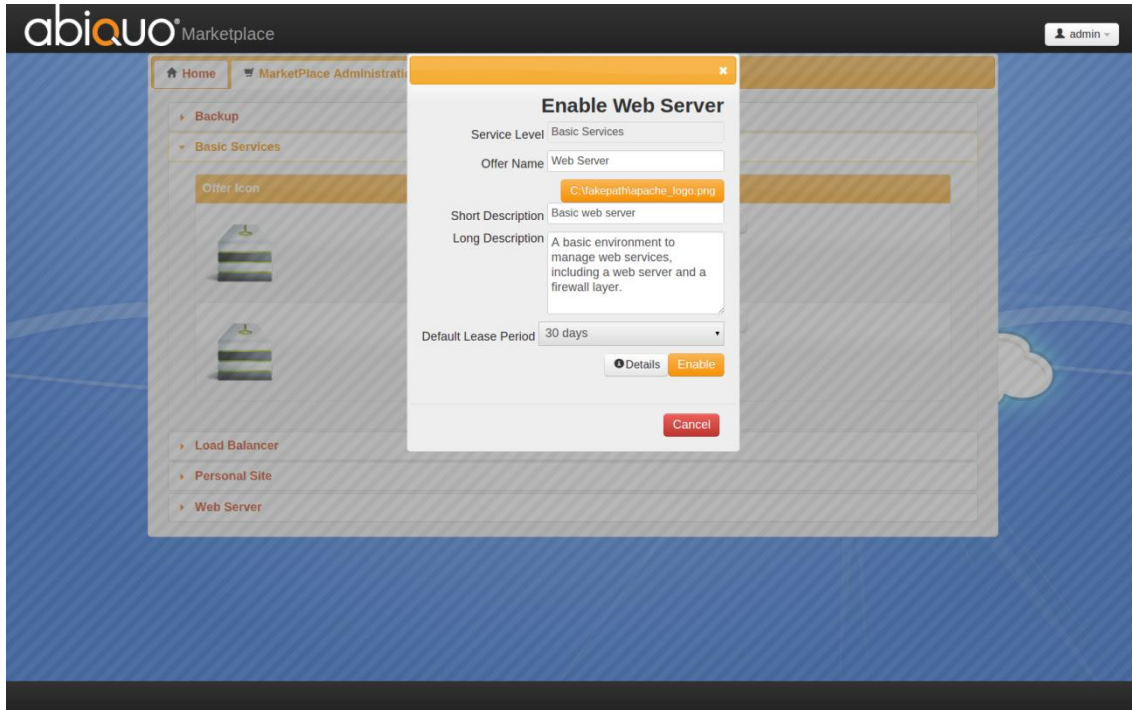 abiquo Marketplace
admin
Home
MarketPlace Administrati
Backup
Basic Services
Offer Icon
Load Balancer
Personal Site
Web Server
×
Enable Web Server
Service Level Basic Services
Offer Name Web Server
C:\fakepath\apache_logo.png
Short Description Basic web server
Long Description A basic environment to
manage web services,
including a web server and a
firewall layer.
Default Lease Period 30 days
Details Enable
Cancel